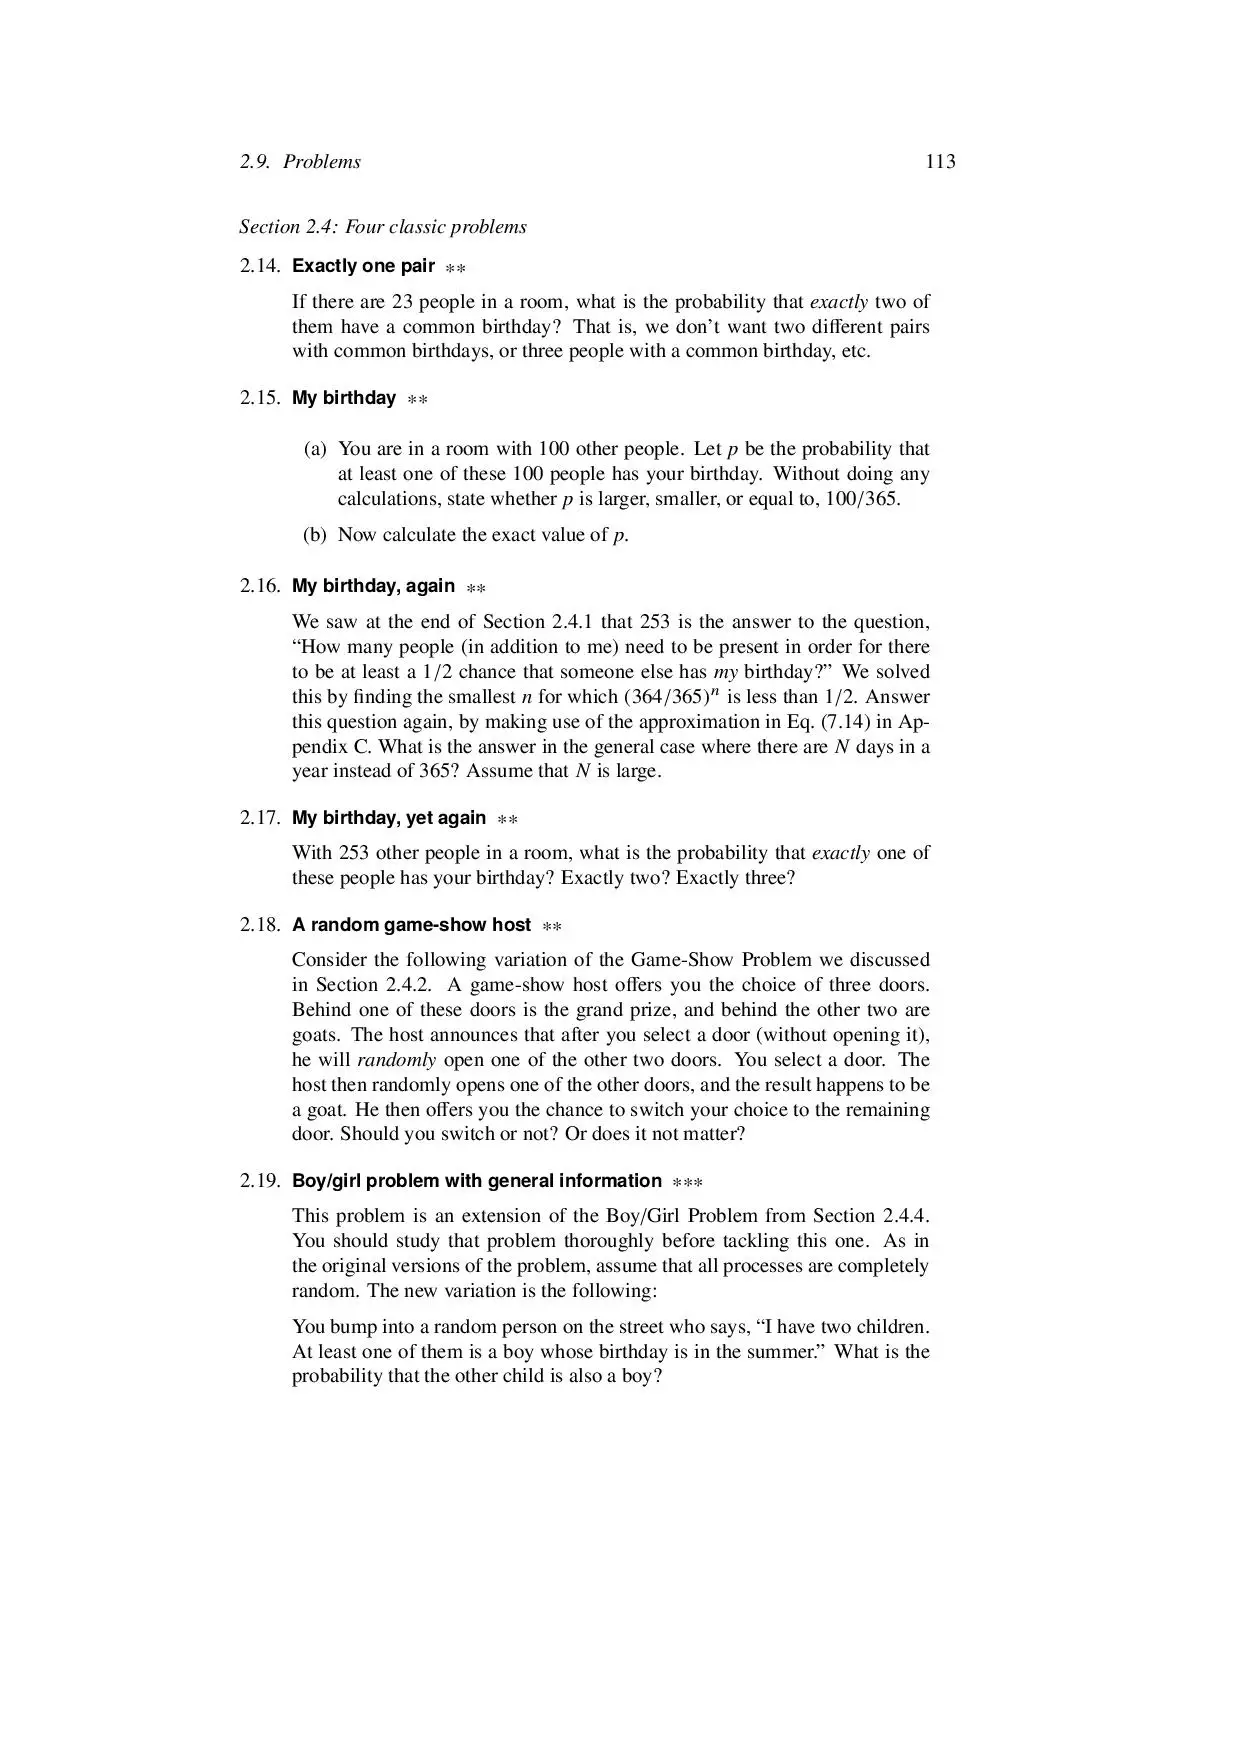 2.9. Problems 113
Section 2.4: Four classic problems
2.14. Exactly one pair ∗∗
If there are 23 people in a room, what is the probability that exactly two of
them have a common birthday? That is, we don’t want two different pairs
with common birthdays, or three people with a common birthday, etc.
2.15. My birthday ∗∗
(a) You are in a room with 100 other people. Let p be the probability that
at least one of these 100 people has your birthday. Without doing any
calculations, state whether p is larger, smaller, or equal to, 100/365.
(b) Now calculate the exact value of p.
2.16. My birthday, again ∗∗
We saw at the end of Section 2.4.1 that 253 is the answer to the question,
“How many people (in addition to me) need to be present in order for there
to be at least a 1/2 chance that someone else has my birthday?” We solved
this by finding the smallest n for which (364/365)ⁿ is less than 1/2. Answer
this question again, by making use of the approximation in Eq. (7.14) in Ap-
pendix C. What is the answer in the general case where there are N days in a
year instead of 365? Assume that N is large.
2.17. My birthday, yet again ∗∗
With 253 other people in a room, what is the probability that exactly one of
these people has your birthday? Exactly two? Exactly three?
2.18. A random game-show host ∗∗
Consider the following variation of the Game-Show Problem we discussed
in Section 2.4.2. A game-show host offers you the choice of three doors.
Behind one of these doors is the grand prize, and behind the other two are
goats. The host announces that after you select a door (without opening it),
he will randomly open one of the other two doors. You select a door. The
host then randomly opens one of the other doors, and the result happens to be
a goat. He then offers you the chance to switch your choice to the remaining
door. Should you switch or not? Or does it not matter?
2.19. Boy/girl problem with general information ∗∗∗
This problem is an extension of the Boy/Girl Problem from Section 2.4.4.
You should study that problem thoroughly before tackling this one. As in
the original versions of the problem, assume that all processes are completely
random. The new variation is the following:
You bump into a random person on the street who says, “I have two children.
At least one of them is a boy whose birthday is in the summer.” What is the
probability that the other child is also a boy?